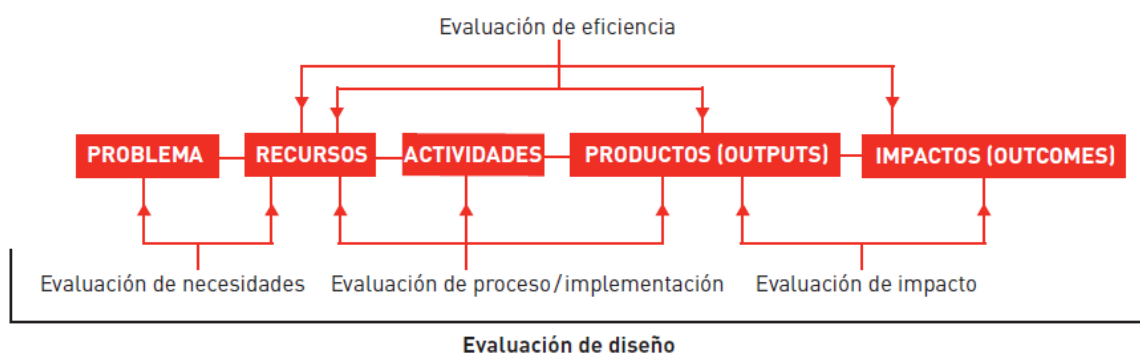 Evaluación de eficiencia
PROBLEMA
RECURSOS
ACTIVIDADES
PRODUCTOS (OUTPUTS)
IMPACTOS (OUTCOMES)
Evaluación de necesidades
Evaluación de proceso/implementación
Evaluación de impacto
Evaluación de diseño